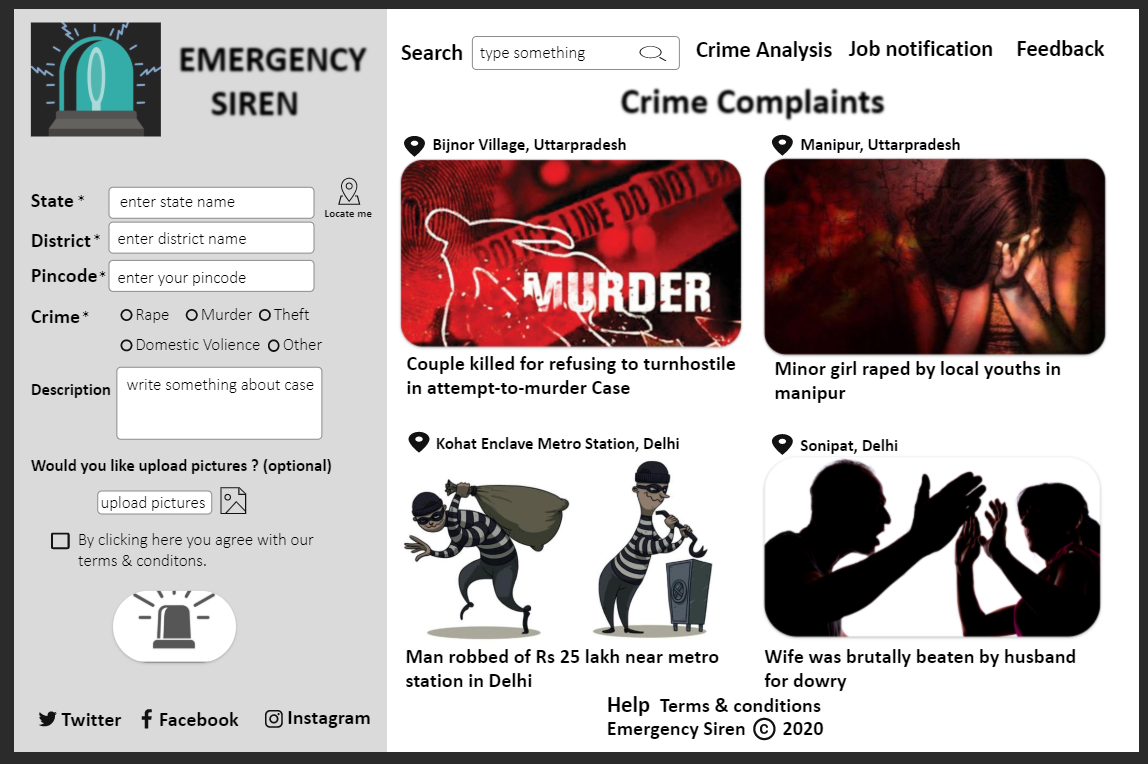 EMERGENCY
SIREN
State *
enter state name
Locate me
District *
enter district name
Pincode *
enter your pincode
Crime *
Rape
Murder
Theft
Domestic Volience
Other
Description
write something about case
Would you like upload pictures ? (optional)
upload pictures
By clicking here you agree with our
terms & conditons.
Twitter
Facebook
Instagram
Search
type something
Crime Analysis
Job notification
Feedback
Crime Complaints
Bijnor Village, Uttarpradesh
POLICE LINE DO NOT
MURDER
Couple killed for refusing to turnhostile
in attempt-to-murder Case
Manipur, Uttarpradesh
Minor girl raped by local youths in
manipur
Kohat Enclave Metro Station, Delhi
Man robbed of Rs 25 lakh near metro
station in Delhi
Sonipat, Delhi
Wife was brutally beaten by husband
for dowry
Help Terms & conditions
Emergency Siren © 2020